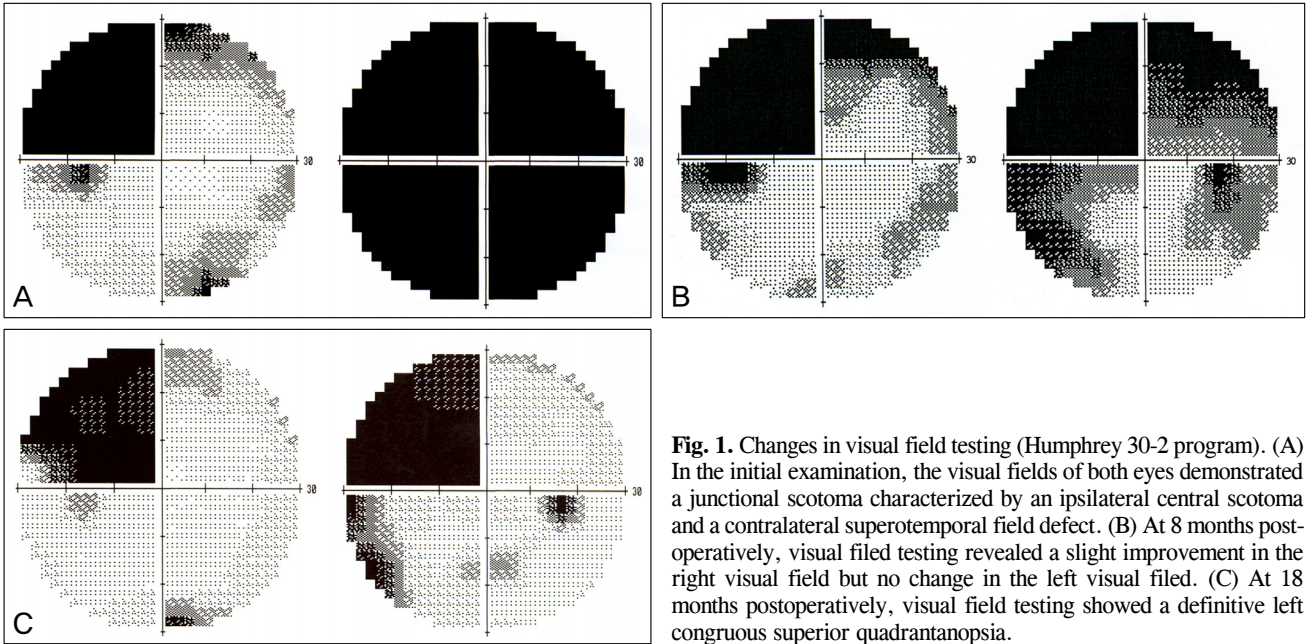 30
30
A
30
30
B
30
30
C
Fig. 1. Changes in visual field testing (Humphrey 30-2 program). (A)
In the initial examination, the visual fields of both eyes demonstrated
a junctional scotoma characterized by an ipsilateral central scotoma
and a contralateral superotemporal field defect. (B) At 8 months post-
operatively, visual filed testing revealed a slight improvement in the
right visual field but no change in the left visual filed. (C) At 18
months postoperatively, visual field testing showed a definitive left
congruous superior quadrantanopsia.